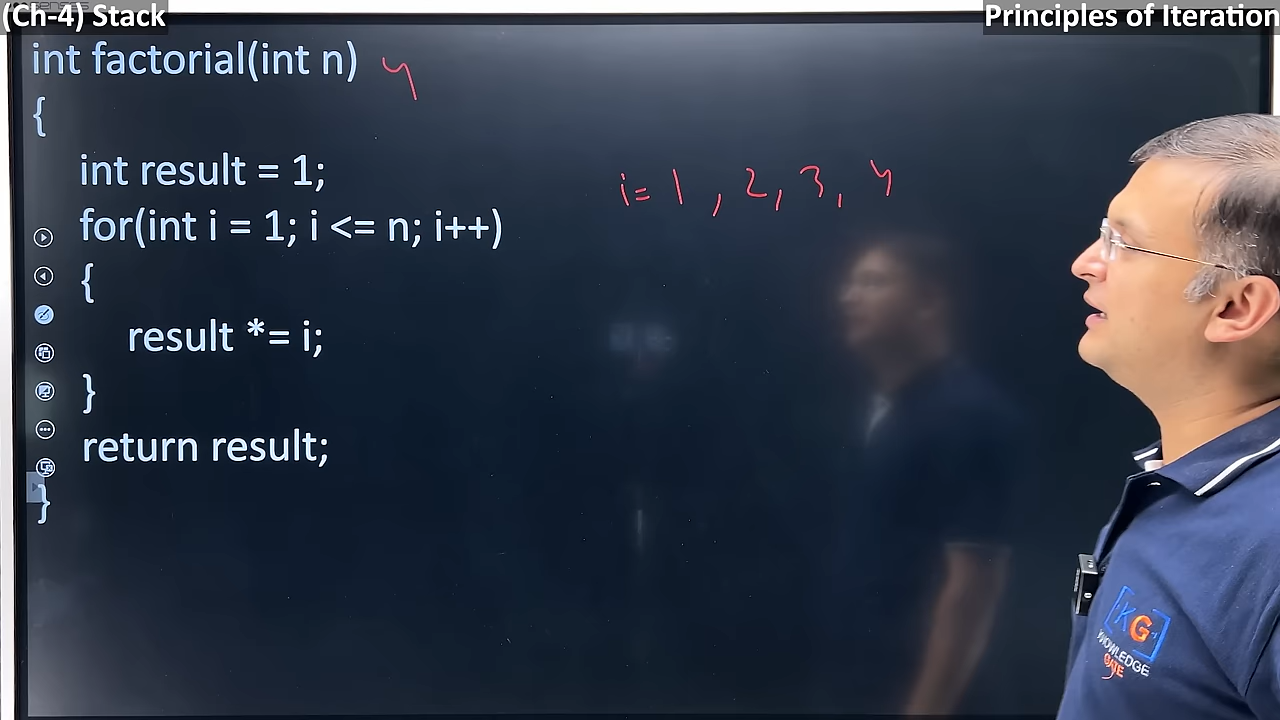 (Ch-4) Stack
Principles of Iteration
int factorial(int n) 4
{
int result = 1;
i = 1, 2, 3, 4
for(int i = 1; i <= n; i++)
{
result *= i;
}
return result;
}
KG
KNOWLEDGE
GATE